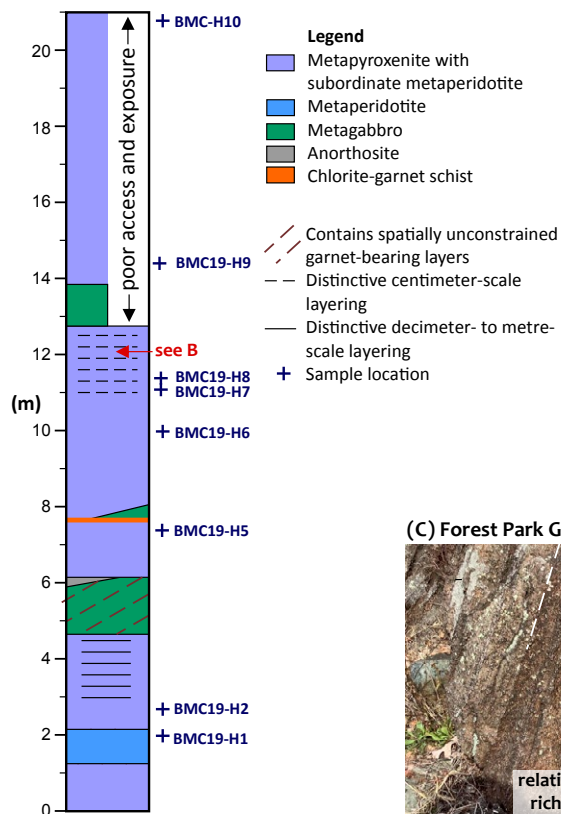 20
18
16
14
12
(m)
10
8
6
4
2
0
poor access and exposure
see B
BMC-H10
BMC19-H9
BMC19-H8
BMC19-H7
BMC19-H6
BMC19-H5
BMC19-H2
BMC19-H1
Legend
Metapyroxenite with
subordinate metaperidotite
Metaperidotite
Metagabbro
Anorthosite
Chlorite-garnet schist
Contains spatially unconstrained
garnet-bearing layers
Distinctive centimeter-scale
layering
Distinctive decimeter- to metre-
scale layering
Sample location
(C) Forest Park G
relati
rich